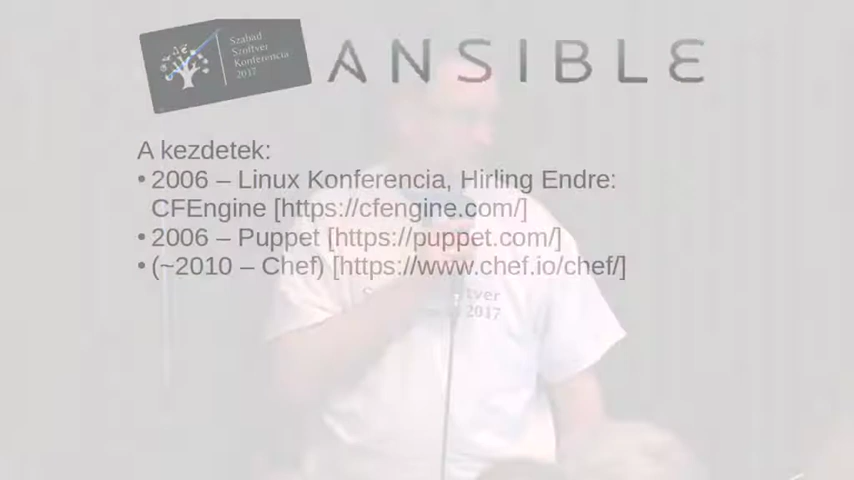 Szabad
Szoftver
Konferencia
2017
ANSIBLE
A kezdetek:
• 2006 – Linux Konferencia, Hirling Endre:
CFEngine [https://cfengine.com/]
• 2006 – Puppet [https://puppet.com/]
• (~2010 – Chef) [https://www.chef.io/chef/]
2017